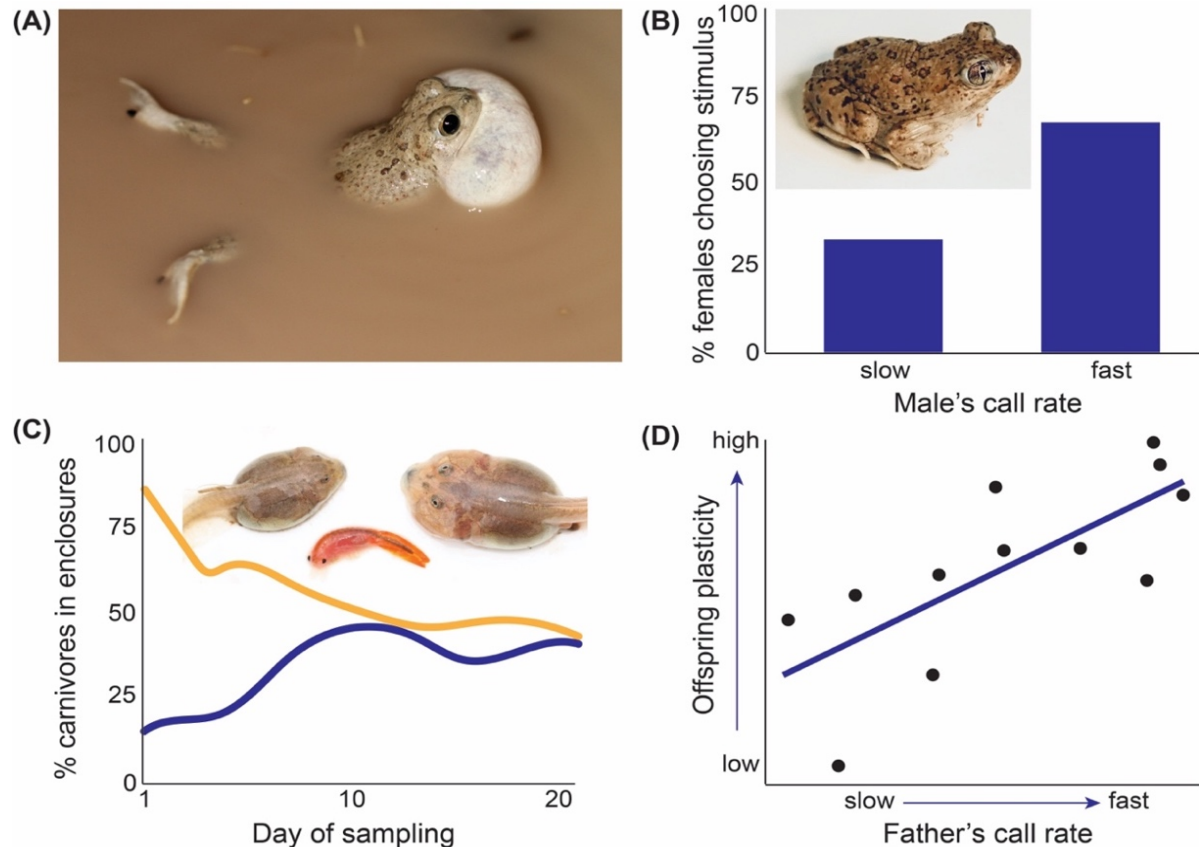 (A)
(B)
100
75
50
25
0
% females choosing stimulus
slow
fast
Male's call rate
(C)
100
75
50
25
0
% carnivores in enclosures
1
10
20
Day of sampling
(D)
high
low
Offspring plasticity
slow
fast
Father's call rate